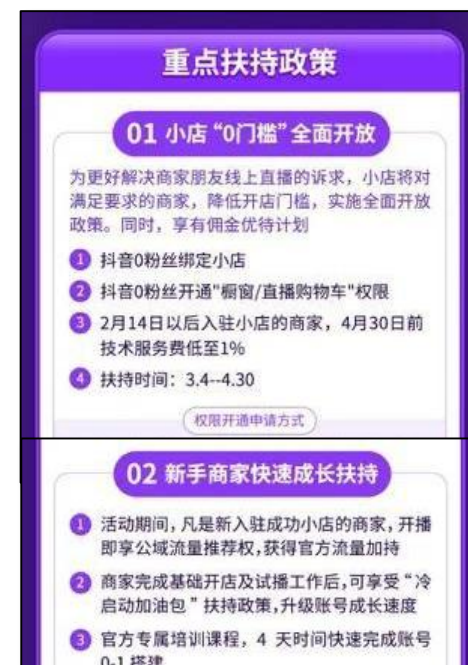 重点扶持政策
01 小店“0门槛”全面开放
为更好解决商家朋友线上直播的诉求，小店将对
满足要求的商家，降低开店门槛，实施全面开放
政策。同时，享有佣金优待计划
1 抖音0粉丝绑定小店
2 抖音0粉丝开通"橱窗/直播购物车"权限
3 2月14日以后入驻小店的商家，4月30日前
技术服务费低至1%
4 扶持时间：3.4--4.30
权限开通申请方式
02 新手商家快速成长扶持
1 活动期间，凡是新入驻成功小店的商家，开播
即享公域流量推荐权，获得官方流量加持
2 商家完成基础开店及试播工作后，可享受“冷
启动加油包”扶持政策，升级账号成长速度
3 官方专属培训课程，4 天时间快速完成账号
0-1 搭建